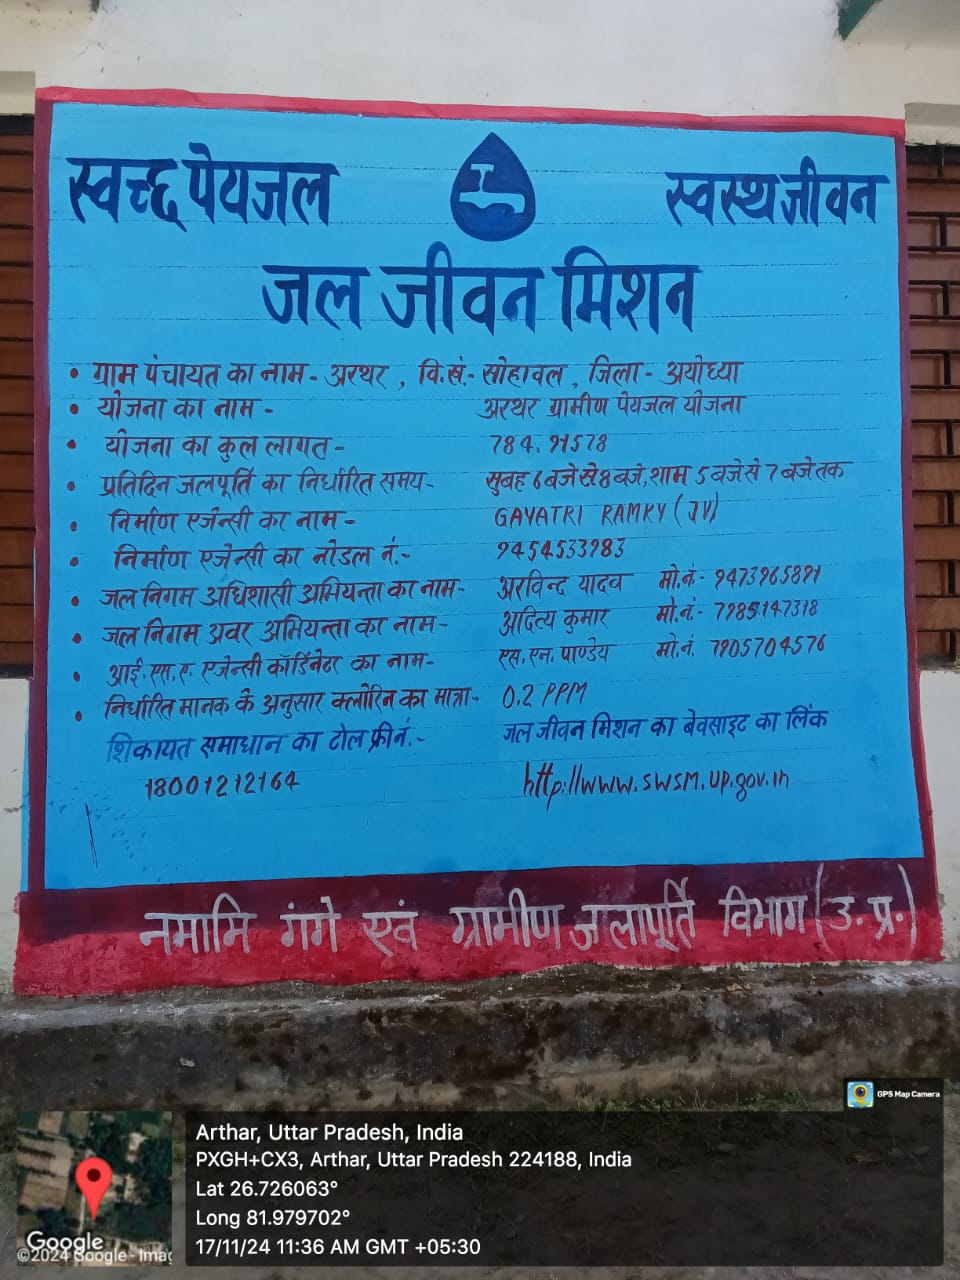 स्वच्छ पेयजल स्वस्थ जीवन
जल जीवन मिशन
• ग्राम पंचायत का नाम - अरथर , वि.खं.- सोहावल , जिला - अयोध्या
• योजना का नाम - अरथर ग्रामीण पेयजल योजना
• योजना का कुल लागत - 784.91578
• प्रतिदिन जलपूर्ति का निर्धारित समय - सुबह 6 बजे से 8 बजे, शाम 5 बजे से 7 बजे तक
• निर्माण एजेन्सी का नाम - GAYATRI RAMKY (JV)
• निर्माण एजेन्सी का नोडल नं.- 9454533983
• जल निगम अधिशासी अभियन्ता का नाम - अरविन्द यादव मो.नं.- 9473965891
• जल निगम अवर अभियन्ता का नाम - आदित्य कुमार मो.नं.- 7985147318
• आई.एस.ए. एजेन्सी कॉर्डिनेटर का नाम - एस.एन. पाण्डेय मो.नं. 7905704576
• निर्धारित मानक के अनुसार क्लोरिन का मात्रा - 0.2 PPM
शिकायत समाधान का टोल फ्री नं.- जल जीवन मिशन का बेवसाइट का लिंक
18001212164 http://www.swsm.up.gov.in
नमामि गंगे एवं ग्रामीण जलापूर्ति विभाग (उ.प्र.)
GPS Map Camera
Arthar, Uttar Pradesh, India
PXGH+CX3, Arthar, Uttar Pradesh 224188, India
Lat 26.726063°
Long 81.979702°
17/11/24 11:36 AM GMT +05:30
Google
©2024 Google - Imag